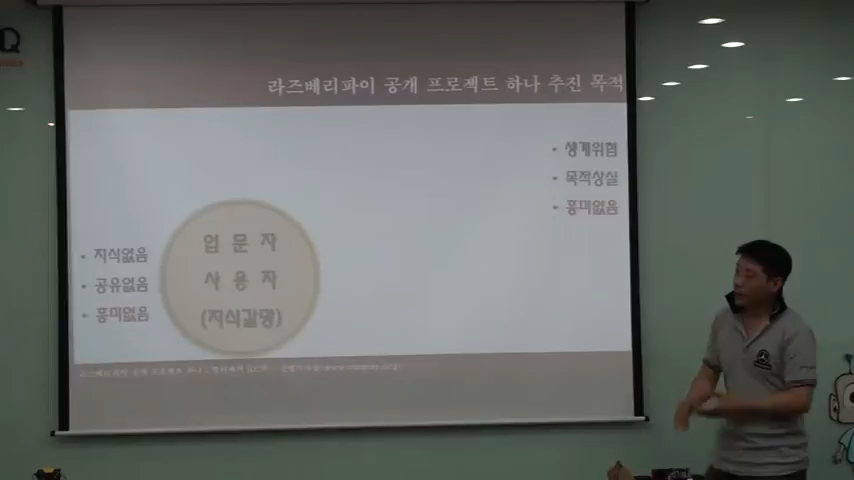 라즈베리파이 공개 프로젝트 하나 추진 목적
• 생계위협
• 목적상실
• 흥미없음
입 문 자
사 용 자
(지식갈망)
• 지식없음
• 공유없음
• 흥미없음
Q